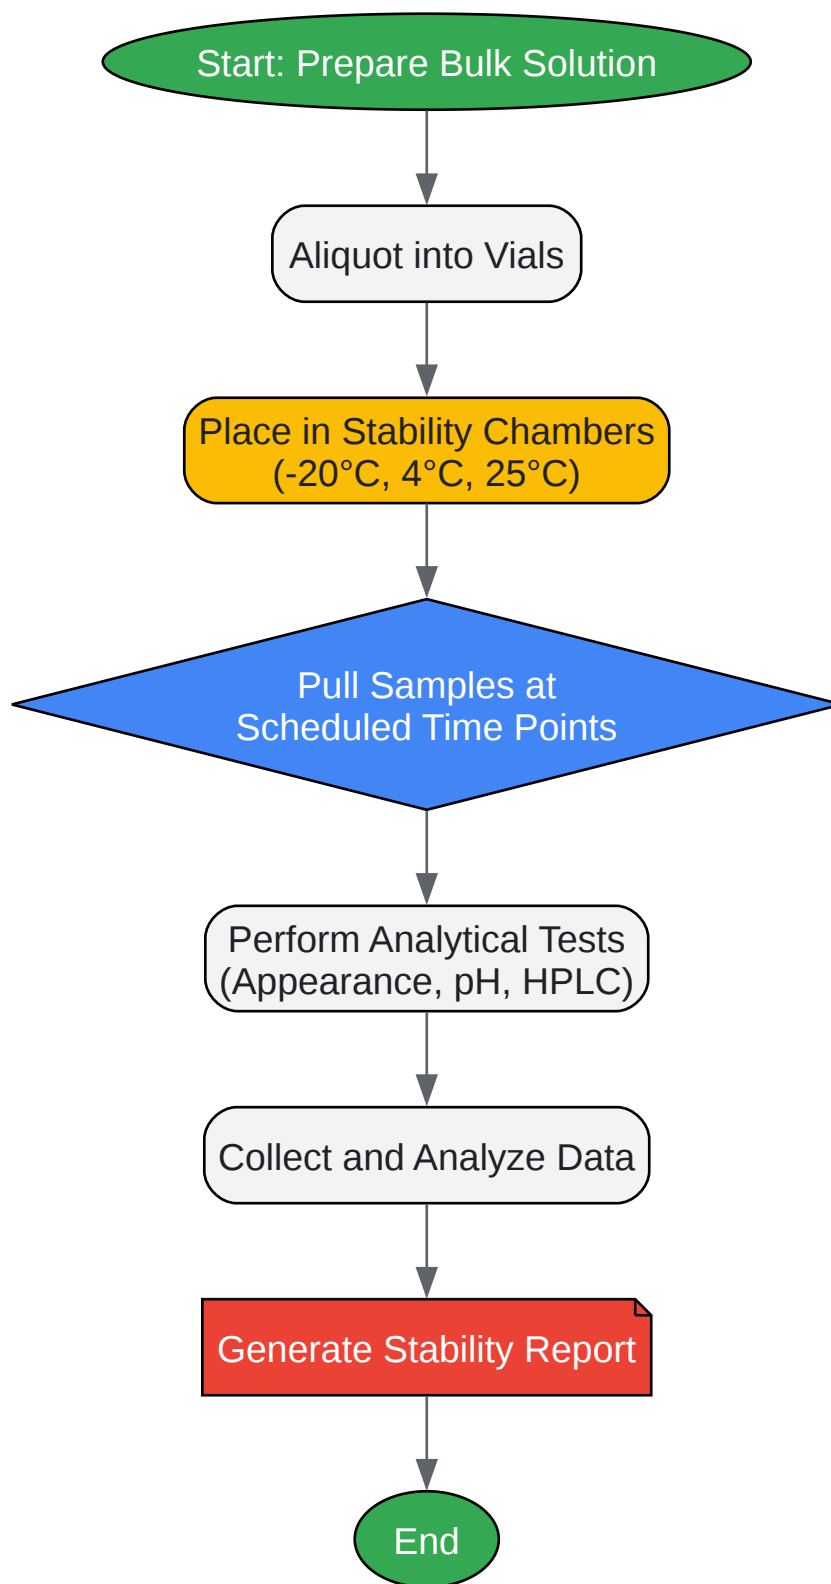 Start: Prepare Bulk Solution
Aliquot into Vials
Place in Stability Chambers
(-20°C, 4°C, 25°C)
Pull Samples at
Scheduled Time Points
Perform Analytical Tests
(Appearance, pH, HPLC)
Collect and Analyze Data
Generate Stability Report
End